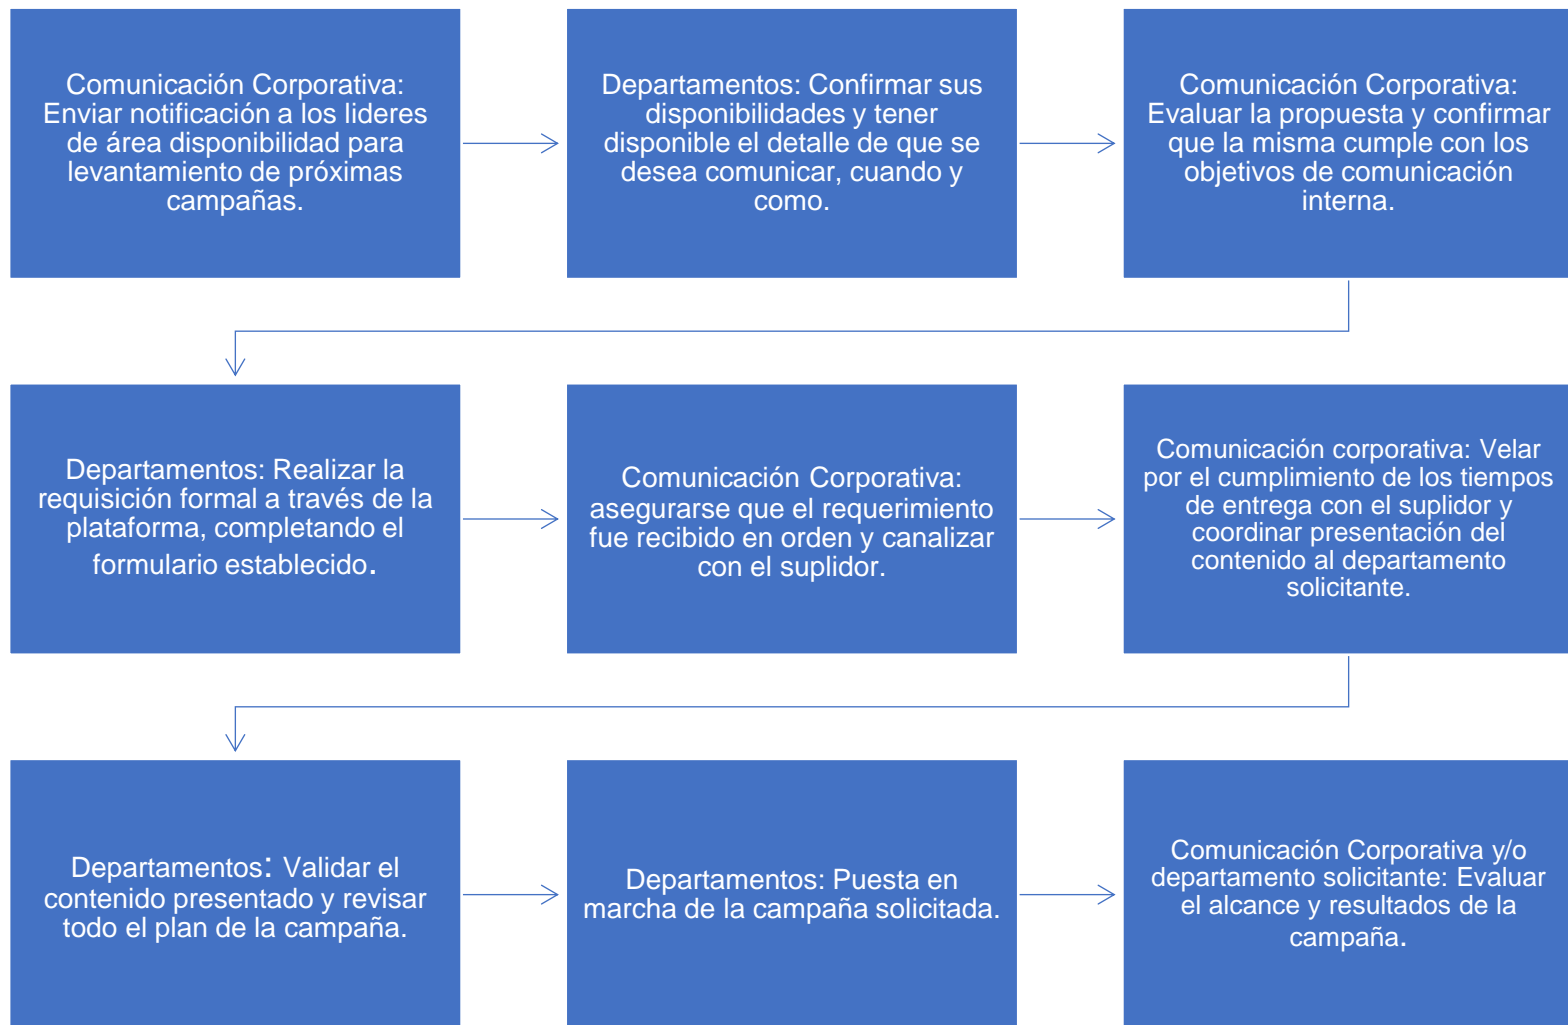 Comunicación Corporativa:
Enviar notificación a los lideres
de área disponibilidad para
levantamiento de próximas
campañas.
Departamentos: Confirmar sus
disponibilidades y tener
disponible el detalle de que se
desea comunicar, cuando y
como.
Comunicación Corporativa:
Evaluar la propuesta y confirmar
que la misma cumple con los
objetivos de comunicación
interna.
Departamentos: Realizar la
requisición formal a través de la
plataforma, completando el
formulario establecido.
Comunicación Corporativa:
asegurarse que el requerimiento
fue recibido en orden y canalizar
con el suplidor.
Comunicación corporativa: Velar
por el cumplimiento de los tiempos
de entrega con el suplidor y
coordinar presentación del
contenido al departamento
solicitante.
Departamentos: Validar el
contenido presentado y revisar
todo el plan de la campaña.
Departamentos: Puesta en
marcha de la campaña solicitada.
Comunicación Corporativa y/o
departamento solicitante: Evaluar
el alcance y resultados de la
campaña.